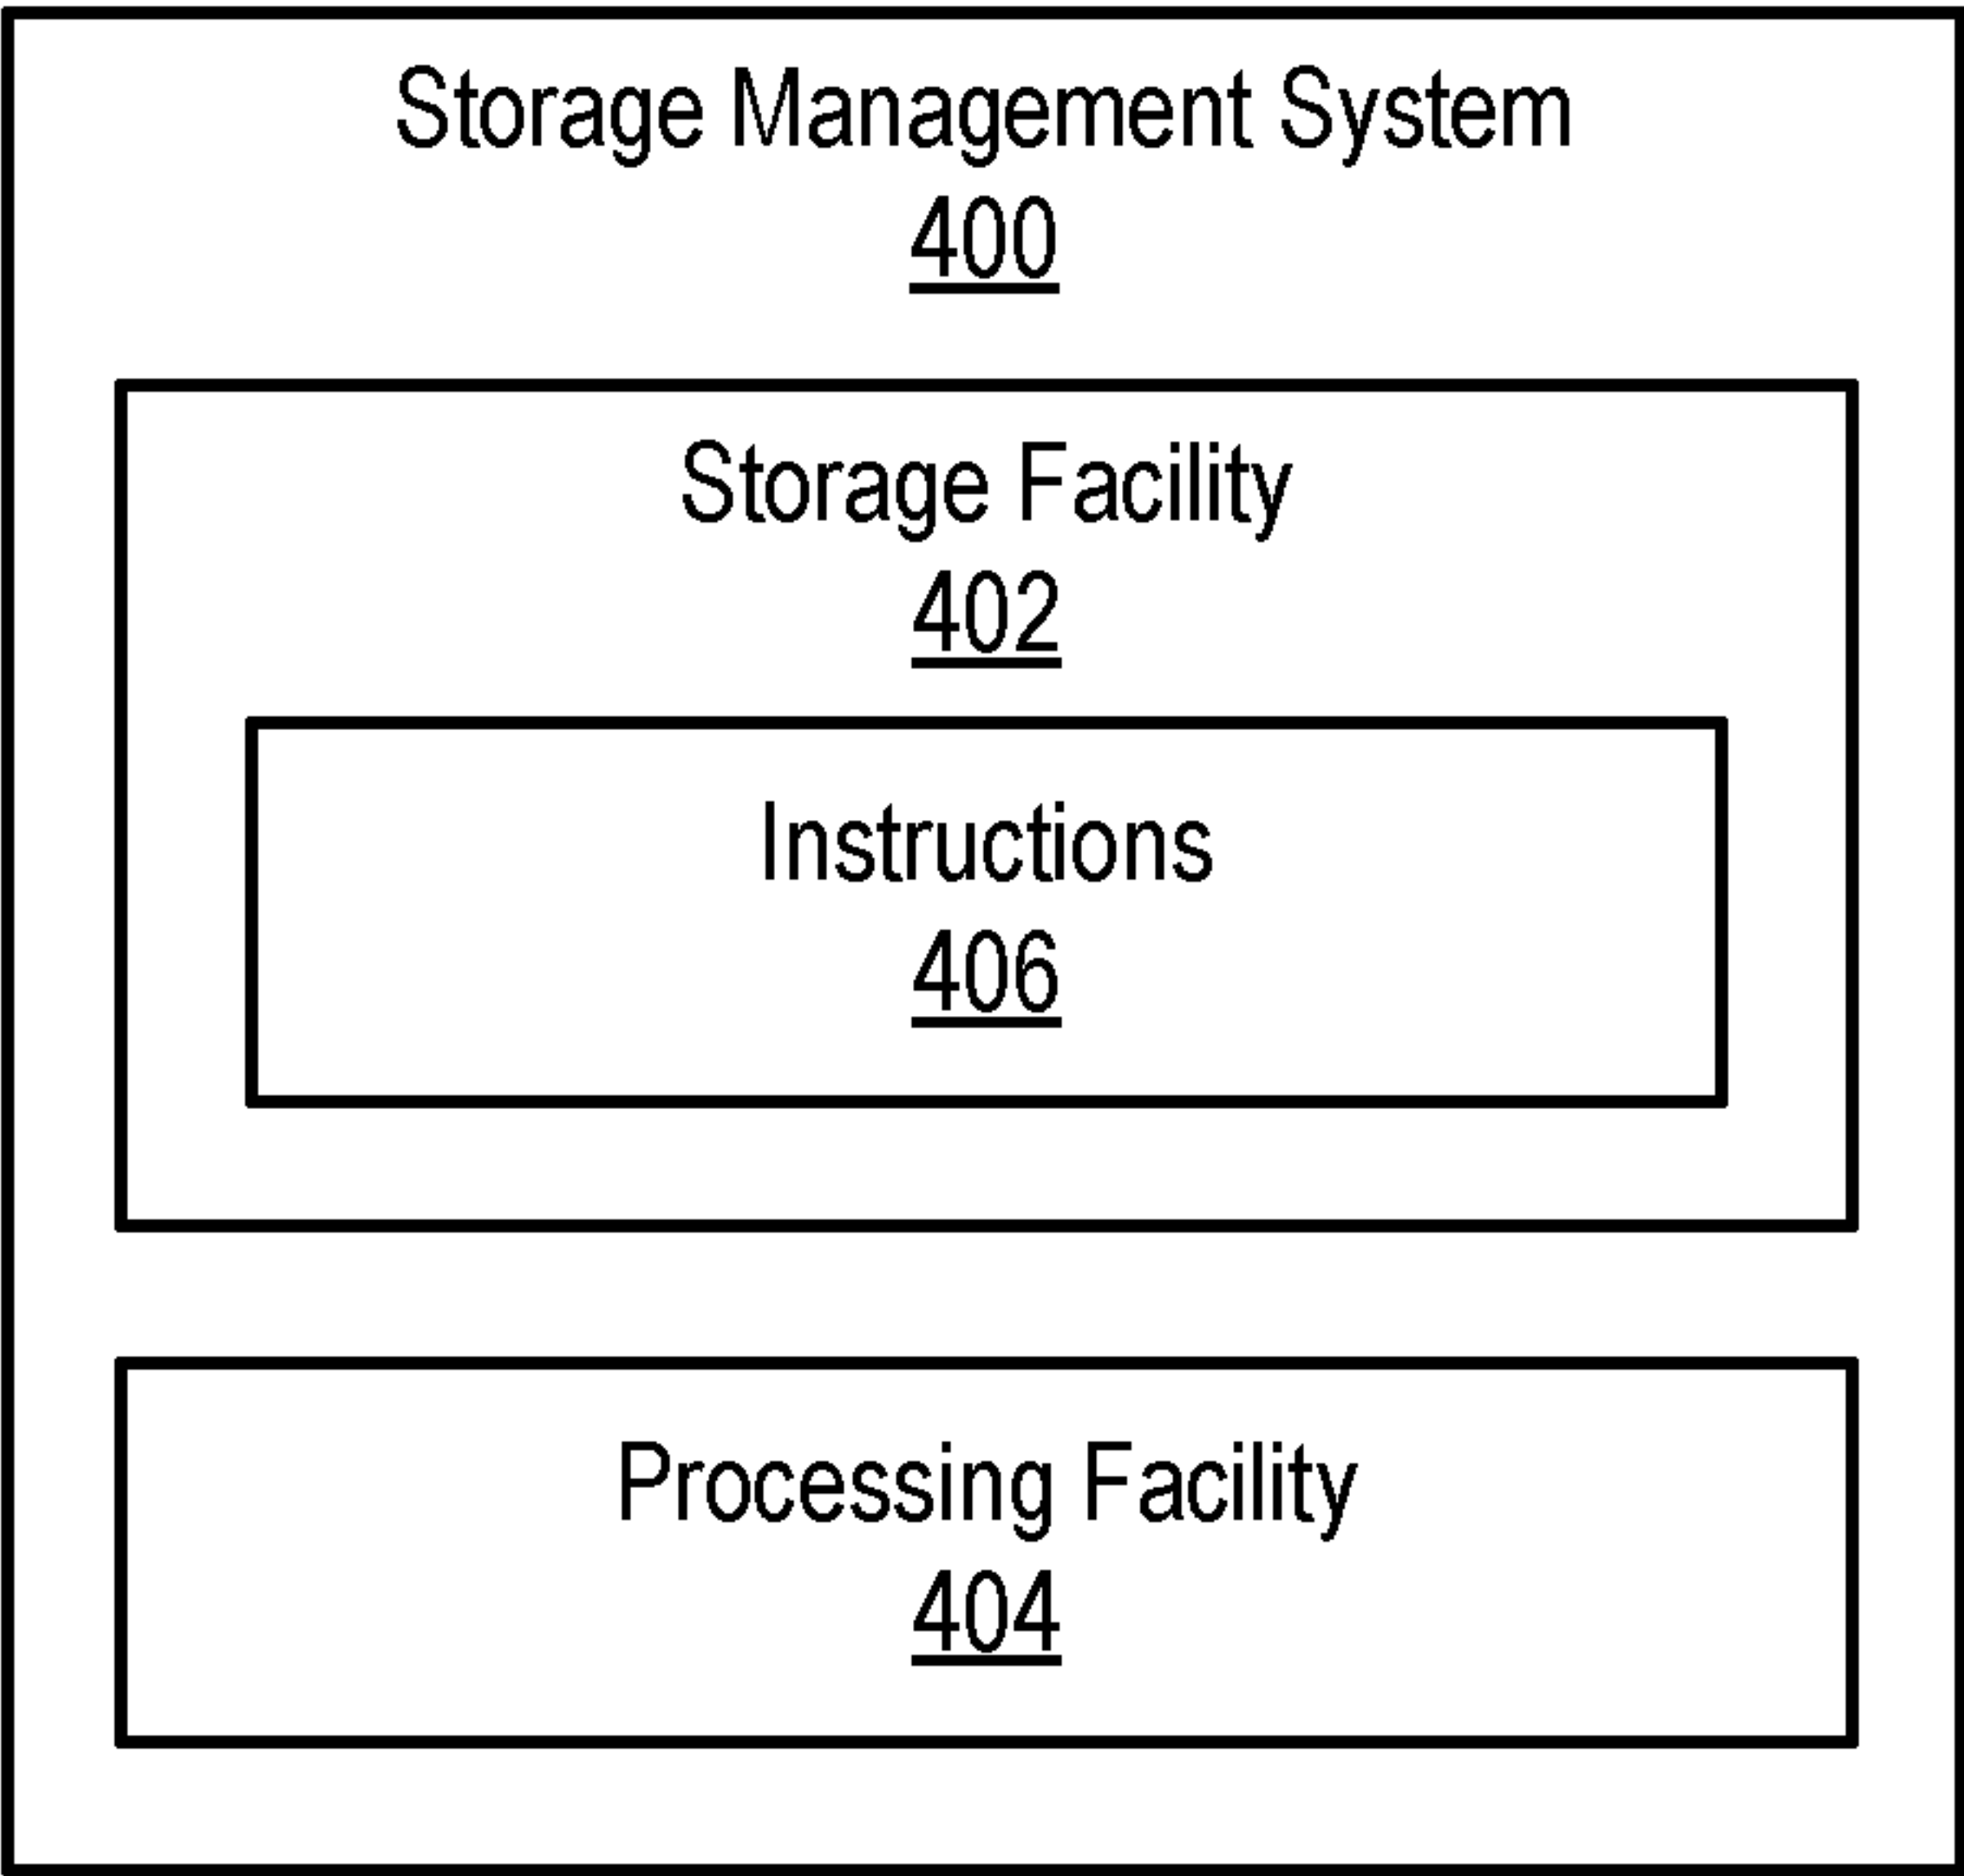 Storage Management System
400
Storage Facility
402
Instructions
406
Processing Facility
404